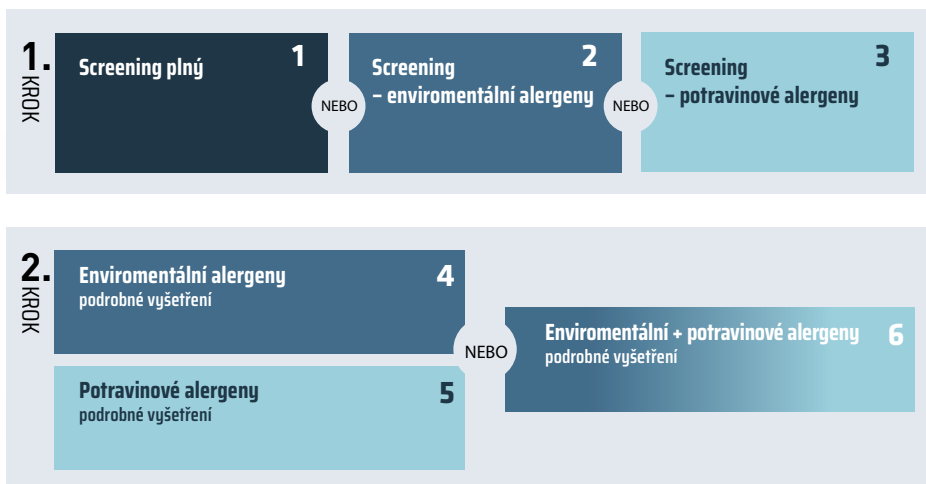 1.
KROK
Screening plný
1
NEBO
Screening
– enviromentální alergeny
2
NEBO
Screening
– potravinové alergeny
3
2.
KROK
Enviromentální alergeny
podrobné vyšetření
4
Potravinové alergeny
podrobné vyšetření
5
NEBO
Enviromentální + potravinové alergeny
podrobné vyšetření
6